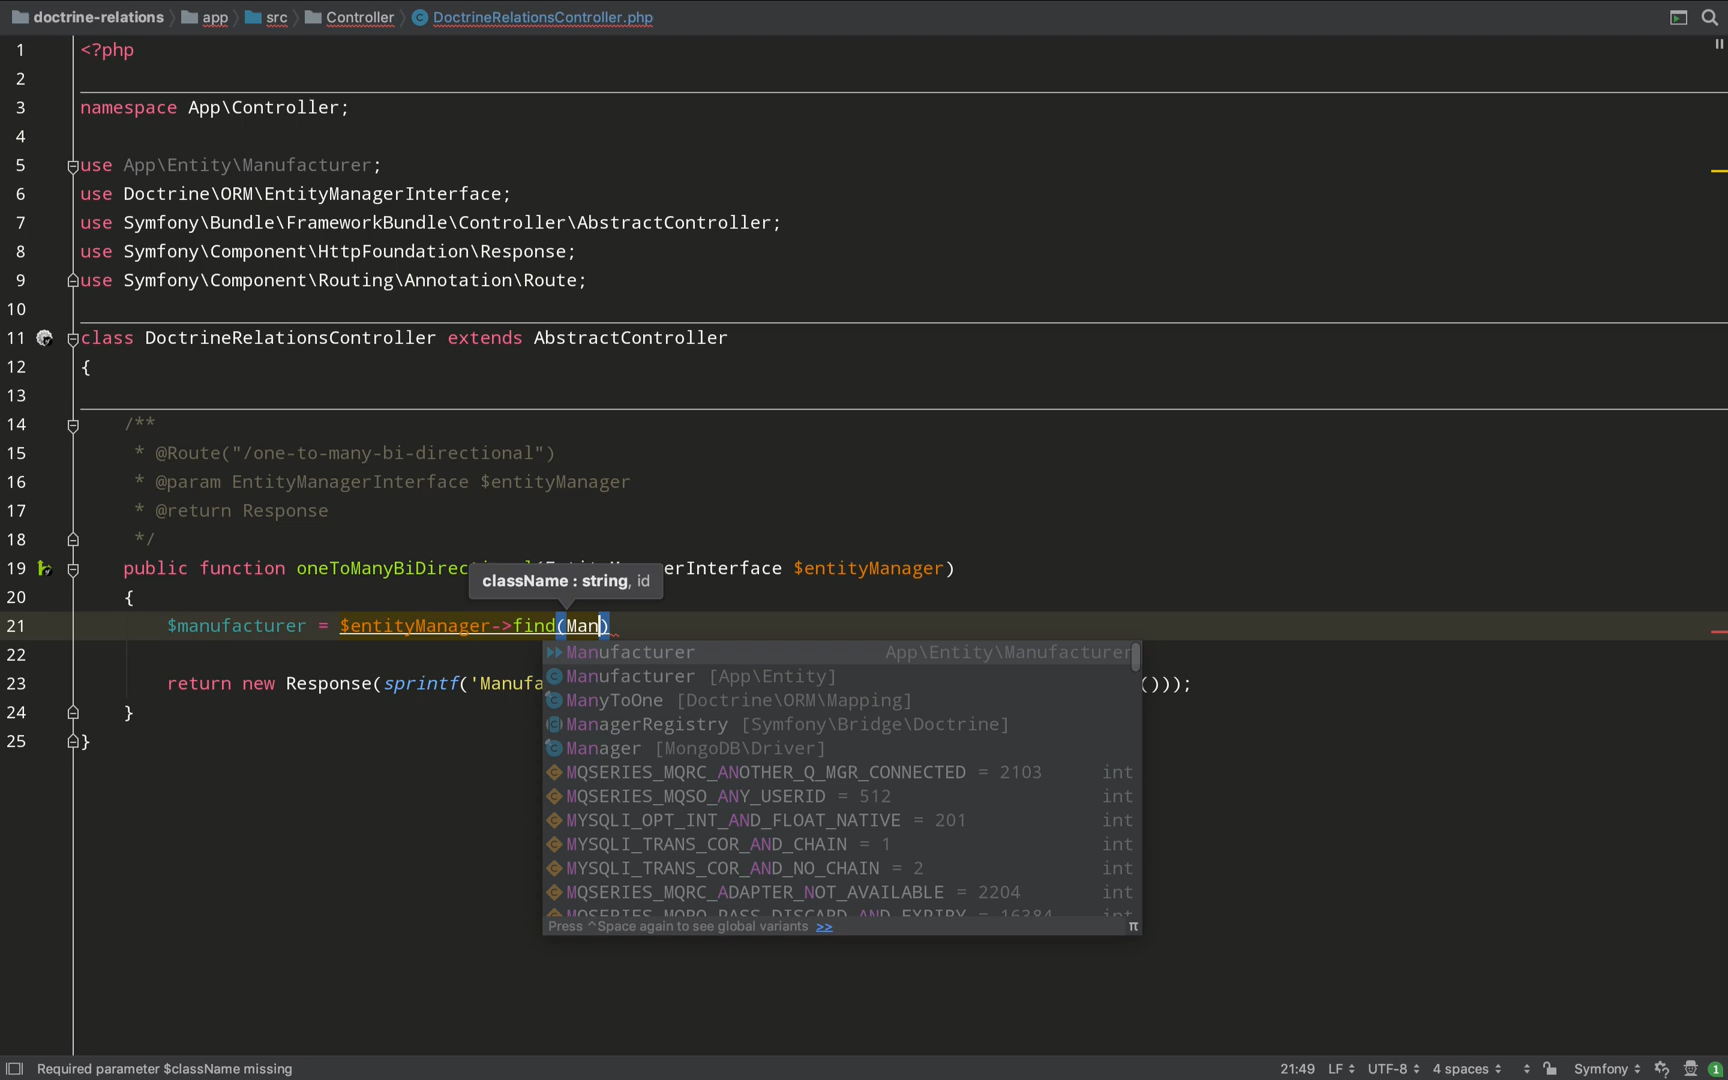 doctrine-relations app src Controller DoctrineRelationsController.php
1 <?php
2
3 namespace App\Controller;
4
5 use App\Entity\Manufacturer;
6 use Doctrine\ORM\EntityManagerInterface;
7 use Symfony\Bundle\FrameworkBundle\Controller\AbstractController;
8 use Symfony\Component\HttpFoundation\Response;
9 use Symfony\Component\Routing\Annotation\Route;
10
11 class DoctrineRelationsController extends AbstractController
12 {
13
14 /**
15 * @Route("/one-to-many-bi-directional")
16 * @param EntityManagerInterface $entityManager
17 * @return Response
18 */
19 public function oneToManyBiDirec erInterface $entityManager)
className : string, id
20 {
21 $manufacturer = $entityManager->find(Man)
22
23 return new Response(sprintf('Manufa ()));
24 }
25 }
Manufacturer App\Entity\Manufacturer
Manufacturer [App\Entity]
ManyToOne [Doctrine\ORM\Mapping]
ManagerRegistry [Symfony\Bridge\Doctrine]
Manager [MongoDB\Driver]
MQSERIES_MQRC_ANOTHER_Q_MGR_CONNECTED = 2103 int
MQSERIES_MQSO_ANY_USERID = 512 int
MYSQLI_OPT_INT_AND_FLOAT_NATIVE = 201 int
MYSQLI_TRANS_COR_AND_CHAIN = 1 int
MYSQLI_TRANS_COR_AND_NO_CHAIN = 2 int
MQSERIES_MQRC_ADAPTER_NOT_AVAILABLE = 2204 int
MQSERIES_MQRO_PASS_DISCARD_AND_EXPIRY = 16384 int
Press ^Space again to see global variants >> π
Required parameter $className missing 21:49 LF UTF-8 4 spaces Symfony 1